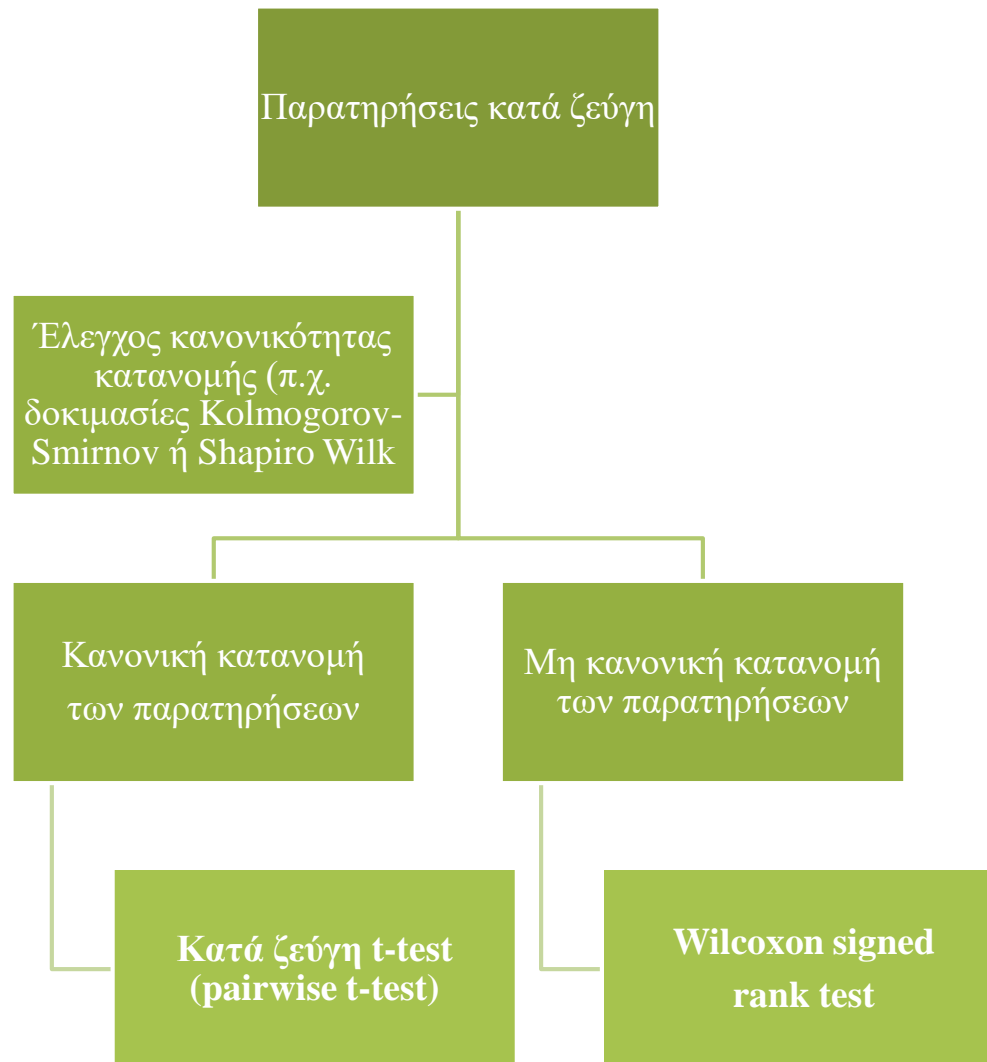 Παρατηρήσεις κατά ζεύγη
Έλεγχος κανονικότητας
κατανομής (π.χ.
δοκιμασίες Kolmogorov-
Smirnov ή Shapiro Wilk
Κανονική κατανομή
των παρατηρήσεων
Μη κανονική κατανομή
των παρατηρήσεων
Κατά ζεύγη t-test
(pairwise t-test)
Wilcoxon signed
rank test